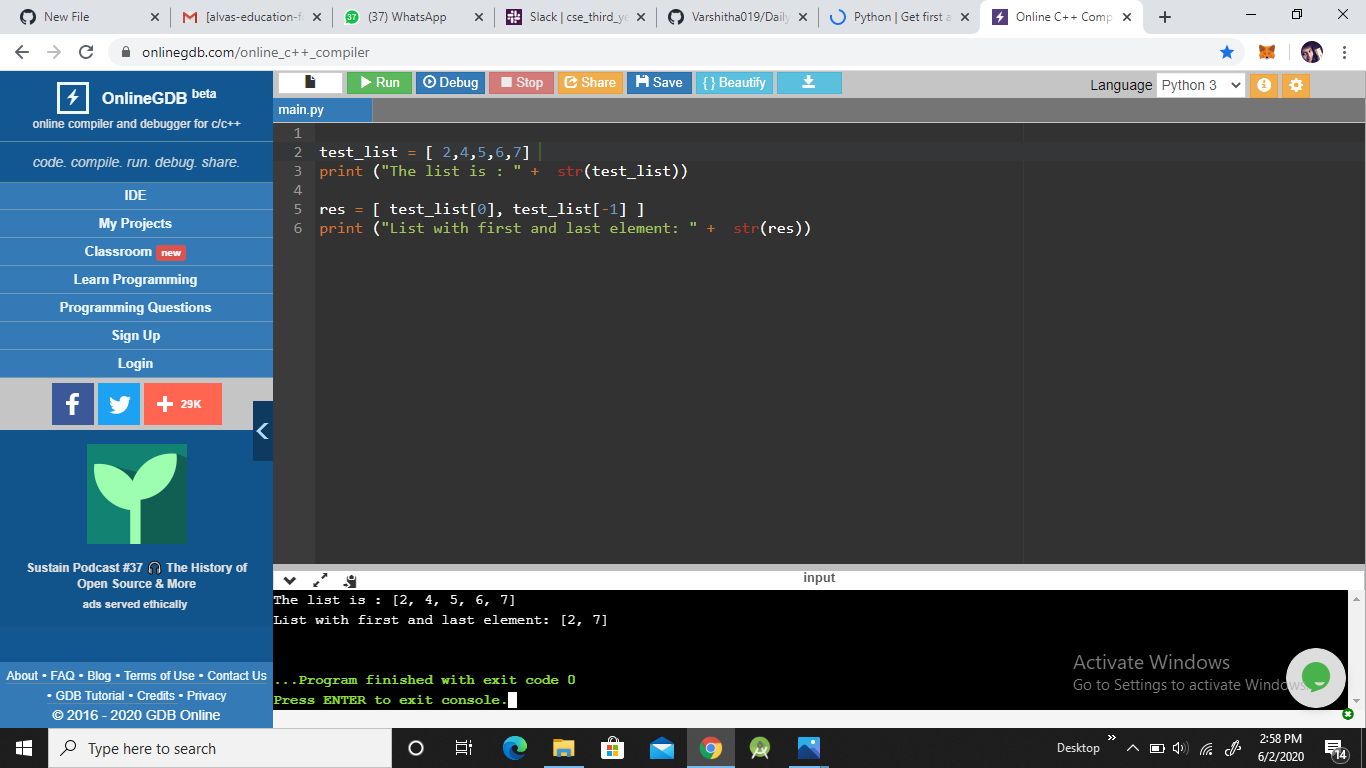 New File
[alvas-education-f
(37) WhatsApp
Slack | cse_third_ye
Varshitha019/Daily
Python | Get first a
Online C++ Comp
onlinegdb.com/online_c++_compiler
OnlineGDB beta
online compiler and debugger for c/c++
code. compile. run. debug. share.
IDE
My Projects
Classroom new
Learn Programming
Programming Questions
Sign Up
Login
29K
Sustain Podcast #37 🎧 The History of
Open Source & More
ads served ethically
About • FAQ • Blog • Terms of Use • Contact Us
• GDB Tutorial • Credits • Privacy
© 2016 - 2020 GDB Online
Run Debug Stop Share Save { } Beautify
Language Python 3
main.py
1
2 test_list = [ 2,4,5,6,7]
3 print ("The list is : " +  str(test_list))
4
5 res = [ test_list[0], test_list[-1] ]
6 print ("List with first and last element: " +  str(res))
input
The list is : [2, 4, 5, 6, 7]
List with first and last element: [2, 7]
...Program finished with exit code 0
Press ENTER to exit console.
Activate Windows
Go to Settings to activate Windows.
Type here to search
Desktop
2:58 PM
6/2/2020
14